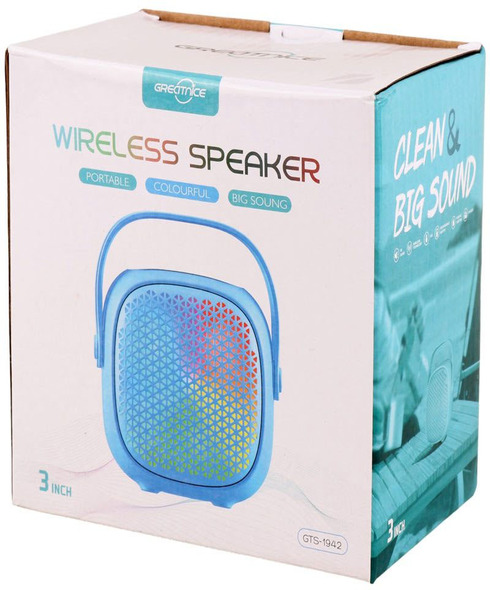 GREATNICE
WIRELESS SPEAKER
PORTABLE
COLOURFUL
BIG SOUNG
3 INCH
GTS-1942
CLEAN &
BIG SOUND
3 INCH